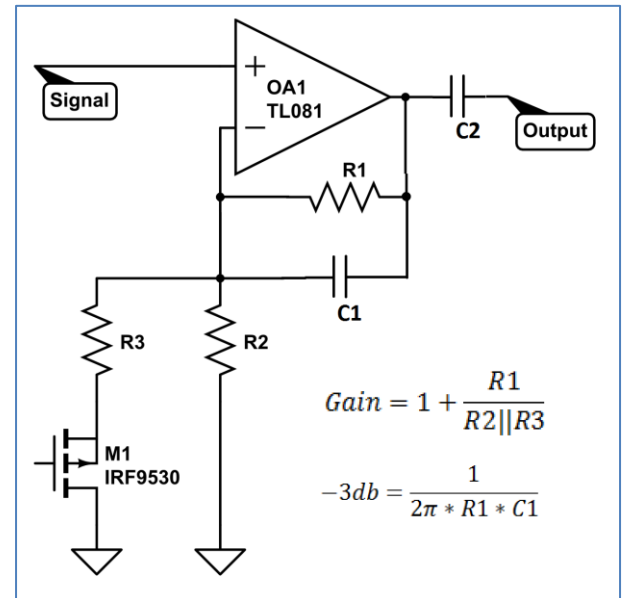 Signal
+
OA1
TL081
−
C2
Output
R1
C1
R3
R2
M1
IRF9530
Gain = 1 + R1 / R2||R3
-3db = 1 / 2π * R1 * C1